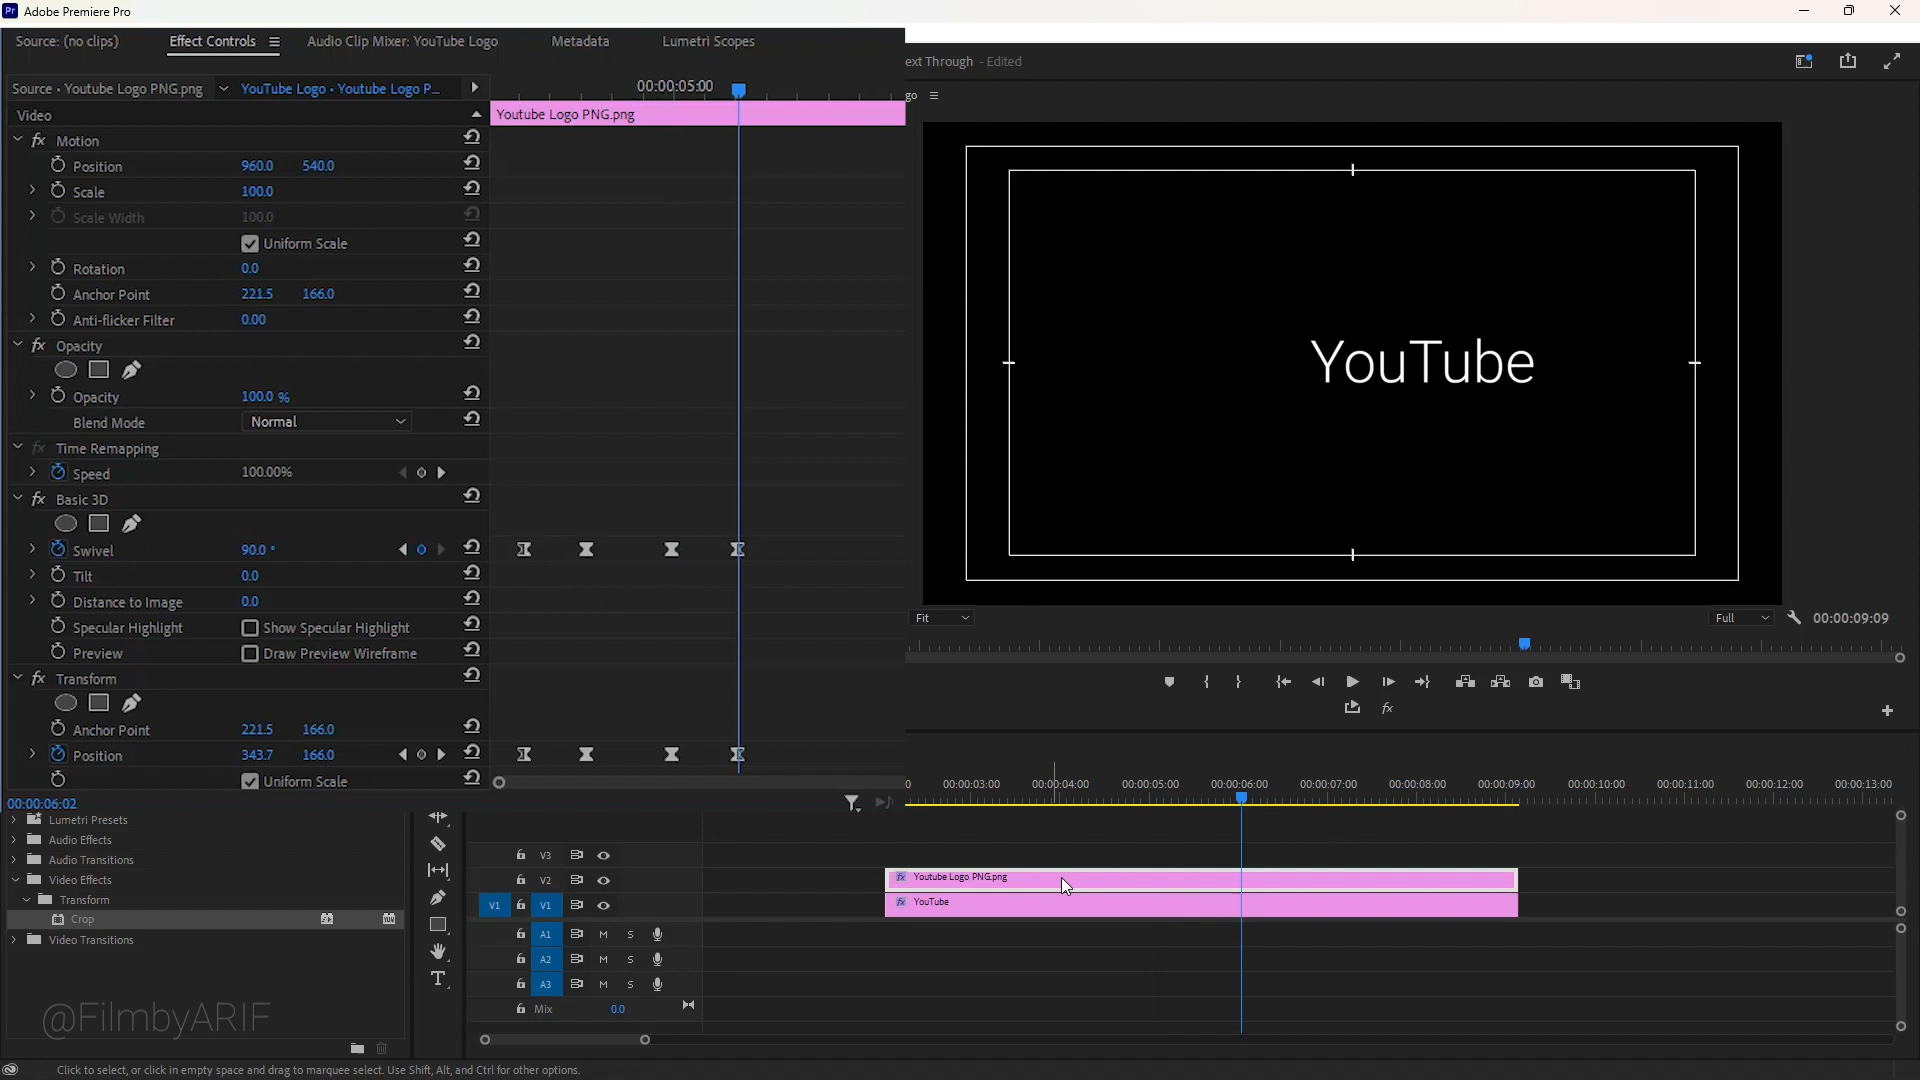 Pr Adobe Premiere Pro
Source: (no clips) Effect Controls Audio Clip Mixer: YouTube Logo Metadata Lumetri Scopes
ext Through - Edited
Source • Youtube Logo PNG.png YouTube Logo • Youtube Logo P...
00:00:05:00
go
Video
Youtube Logo PNG.png
fx Motion
Position 960.0 540.0
Scale 100.0
Scale Width 100.0
Uniform Scale
Rotation 0.0
Anchor Point 221.5 166.0
Anti-flicker Filter 0.00
fx Opacity
Opacity 100.0 %
Blend Mode Normal
fx Time Remapping
Speed 100.00%
fx Basic 3D
Swivel 90.0 °
Tilt 0.0
Distance to Image 0.0
Specular Highlight Show Specular Highlight
Preview Draw Preview Wireframe
fx Transform
Anchor Point 221.5 166.0
Position 343.7 166.0
Uniform Scale
00:00:06:02
YouTube
Fit
Full
00:00:09:09
fx
0 00:00:03:00 00:00:04:00 00:00:05:00 00:00:06:00 00:00:07:00 00:00:08:00 00:00:09:00 00:00:10:00 00:00:11:00 00:00:12:00 00:00:13:00
Lumetri Presets
Audio Effects
Audio Transitions
Video Effects
Transform
Crop
Video Transitions
@FilmbyARIF
T
V3
V2
fx Youtube Logo PNG.png
V1 V1
fx YouTube
A1 M S
A2 M S
A3 M S
Mix 0.0
Click to select, or click in empty space and drag to marquee select. Use Shift, Alt, and Ctrl for other options.